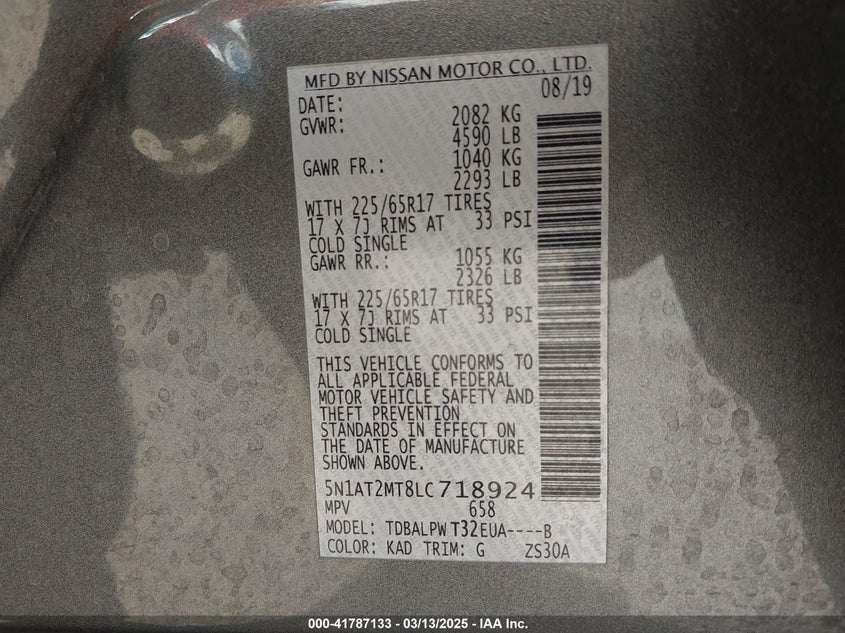 MFD BY NISSAN MOTOR CO., LTD.
DATE: 08/19
GVWR: 2082 KG
4590 LB
GAWR FR.: 1040 KG
2293 LB
WITH 225/65R17 TIRES
17 X 7J RIMS AT 33 PSI
COLD SINGLE
GAWR RR.: 1055 KG
2326 LB
WITH 225/65R17 TIRES
17 X 7J RIMS AT 33 PSI
COLD SINGLE
THIS VEHICLE CONFORMS TO
ALL APPLICABLE FEDERAL
MOTOR VEHICLE SAFETY AND
THEFT PREVENTION
STANDARDS IN EFFECT ON
THE DATE OF MANUFACTURE
SHOWN ABOVE.
5N1AT2MT8LC718924
MPV 658
MODEL: TDBALPWT32EUA----B
COLOR: KAD TRIM: G ZS30A
000-41787133 - 03/13/2025 - IAA Inc.